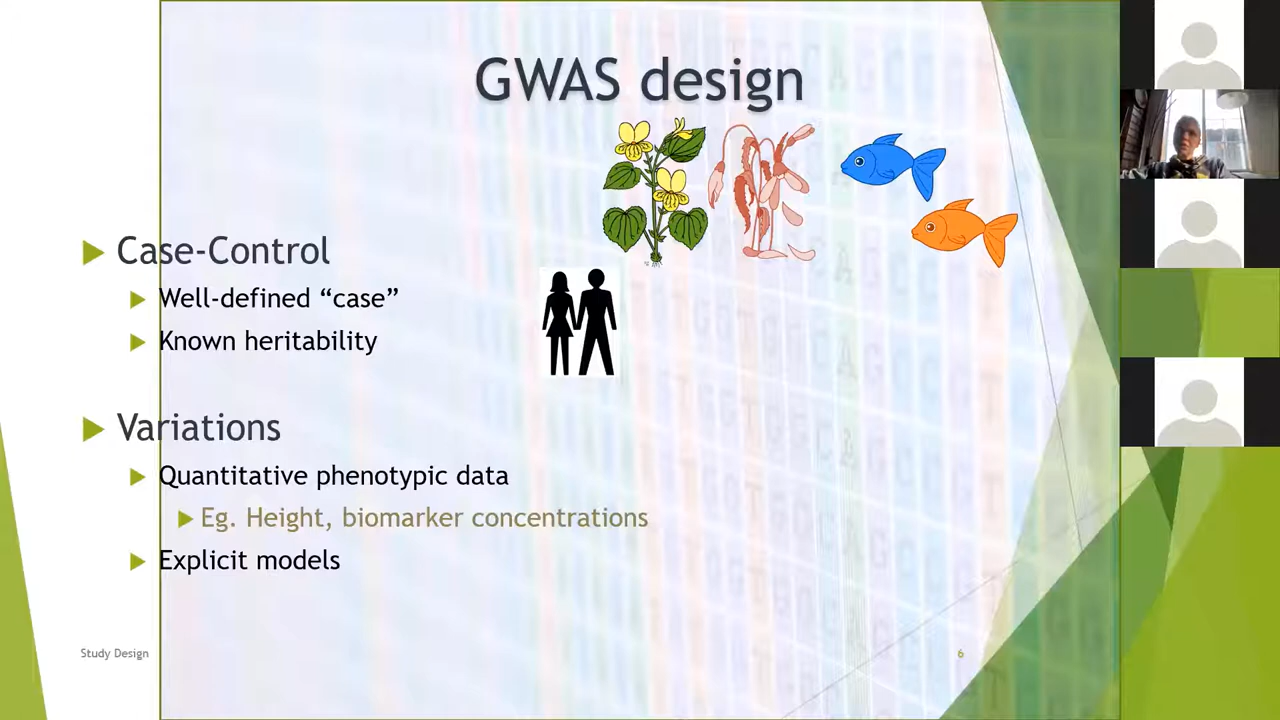 GWAS design
Case-Control
Well-defined “case”
Known heritability
Variations
Quantitative phenotypic data
Eg. Height, biomarker concentrations
Explicit models
Study Design
6